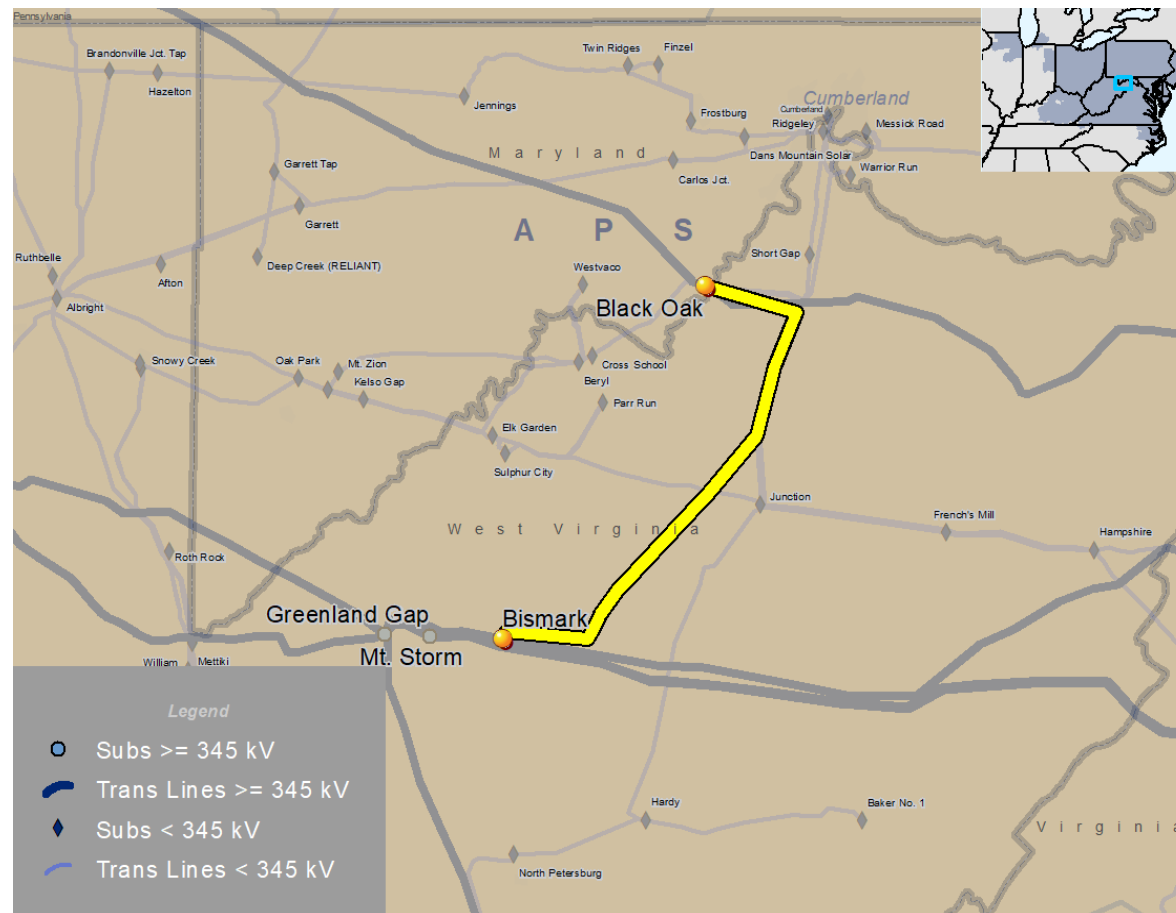 Pennsylvania
Brandonville Jct. Tap
Hazelton
Jennings
Twin Ridges
Finzel
Frostburg
Cumberland
Cumberland
Ridgeley
Messick Road
Dans Mountain Solar
Warrior Run
Carlos Jct.
Maryland
Garrett Tap
Garrett
Deep Creek (RELIANT)
Ruthbelle
Afton
Albright
A P S
Westvaco
Short Gap
Black Oak
Snowy Creek
Oak Park
Mt. Zion
Kelso Gap
Cross School
Beryl
Parr Run
Elk Garden
Sulphur City
Junction
French's Mill
Hampshire
West Virginia
Roth Rock
Greenland Gap
Bismark
Mt. Storm
William
Mettiki
Hardy
Baker No. 1
North Petersburg
Virginia
Legend
Subs >= 345 kV
Trans Lines >= 345 kV
Subs < 345 kV
Trans Lines < 345 kV